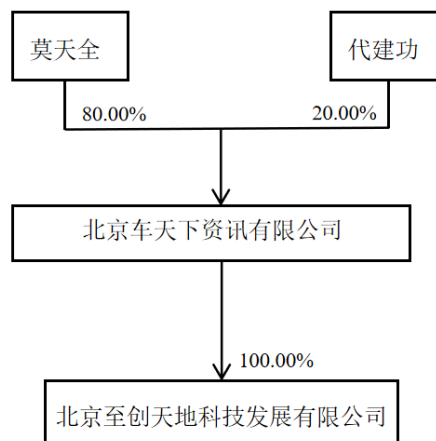 莫天全
代建功
80.00%
20.00%
北京车天下资讯有限公司
100.00%
北京至创天地科技发展有限公司